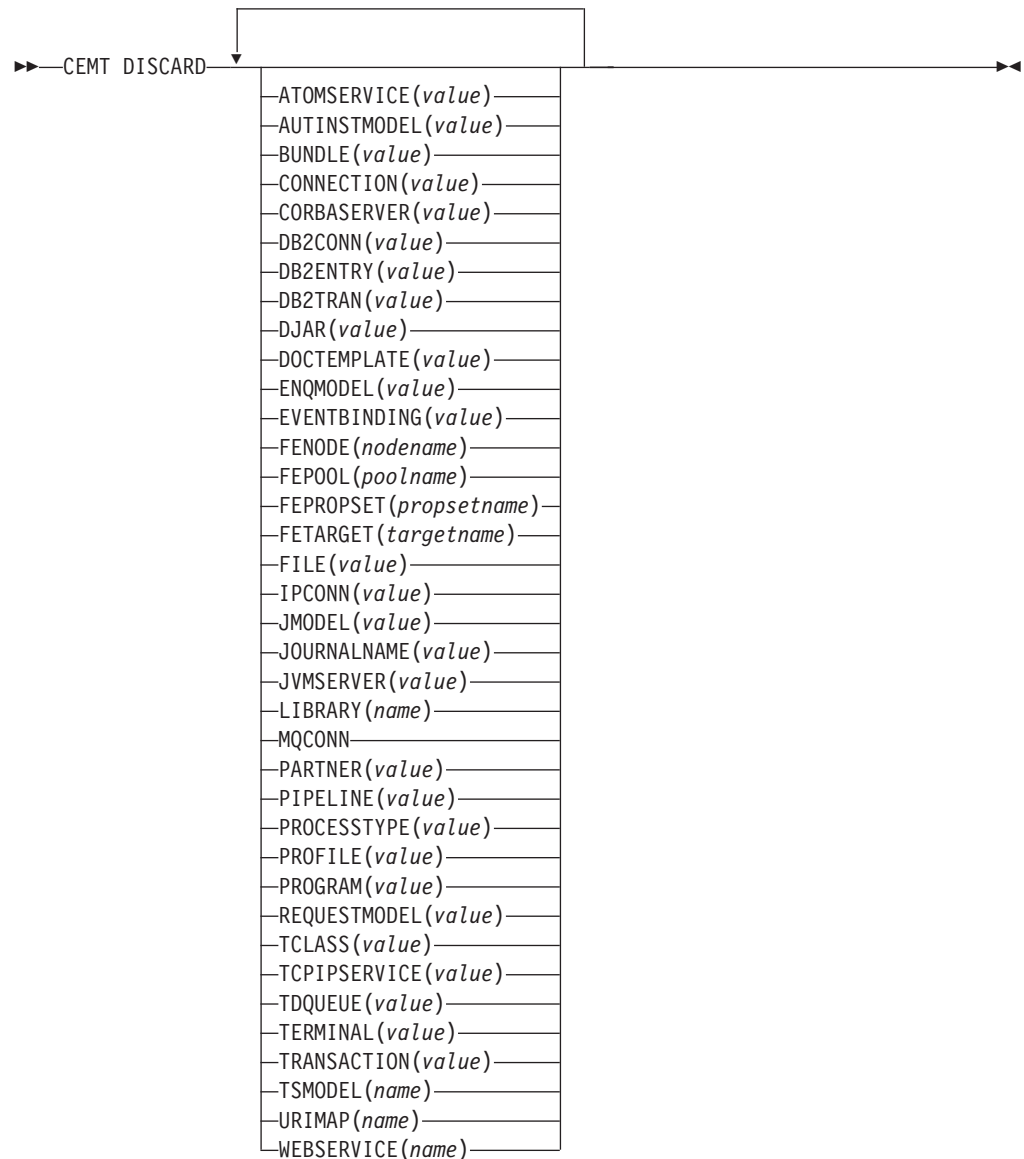 CEMT DISCARD
ATOMSERVICE(value)
AUTINSTMODEL(value)
BUNDLE(value)
CONNECTION(value)
CORBASERVER(value)
DB2CONN(value)
DB2ENTRY(value)
DB2TRAN(value)
DJAR(value)
DOCTEMPLATE(value)
ENQMODEL(value)
EVENTBINDING(value)
FENODE(nodename)
FEPOOL(poolname)
FEPROPSET(propsetname)
FETARGET(targetname)
FILE(value)
IPCONN(value)
JMODEL(value)
JOURNALNAME(value)
JVMSERVER(value)
LIBRARY(name)
MQCONN
PARTNER(value)
PIPELINE(value)
PROCESSTYPE(value)
PROFILE(value)
PROGRAM(value)
REQUESTMODEL(value)
TCLASS(value)
TCPIPSERVICE(value)
TDQUEUE(value)
TERMINAL(value)
TRANSACTION(value)
TSMODEL(name)
URIMAP(name)
WEBSERVICE(name)